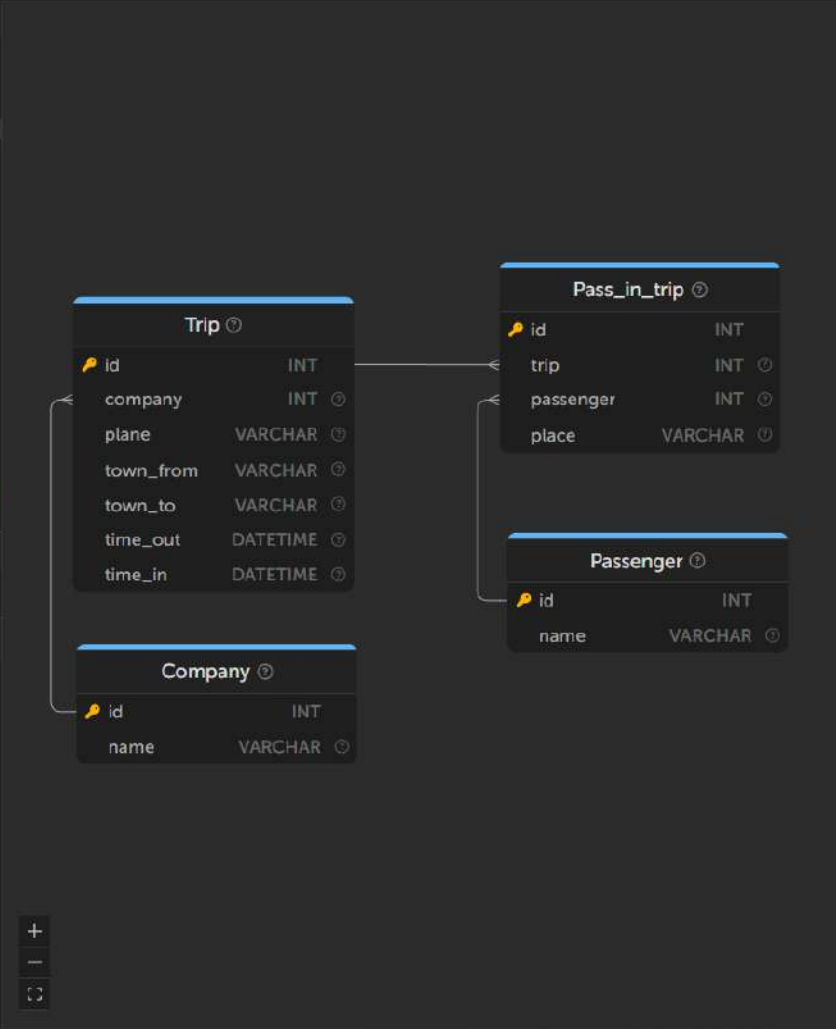 Trip
id INT
company INT
plane VARCHAR
town_from VARCHAR
town_to VARCHAR
time_out DATETIME
time_in DATETIME
Company
id INT
name VARCHAR
Pass_in_trip
id INT
trip INT
passenger INT
place VARCHAR
Passenger
id INT
name VARCHAR